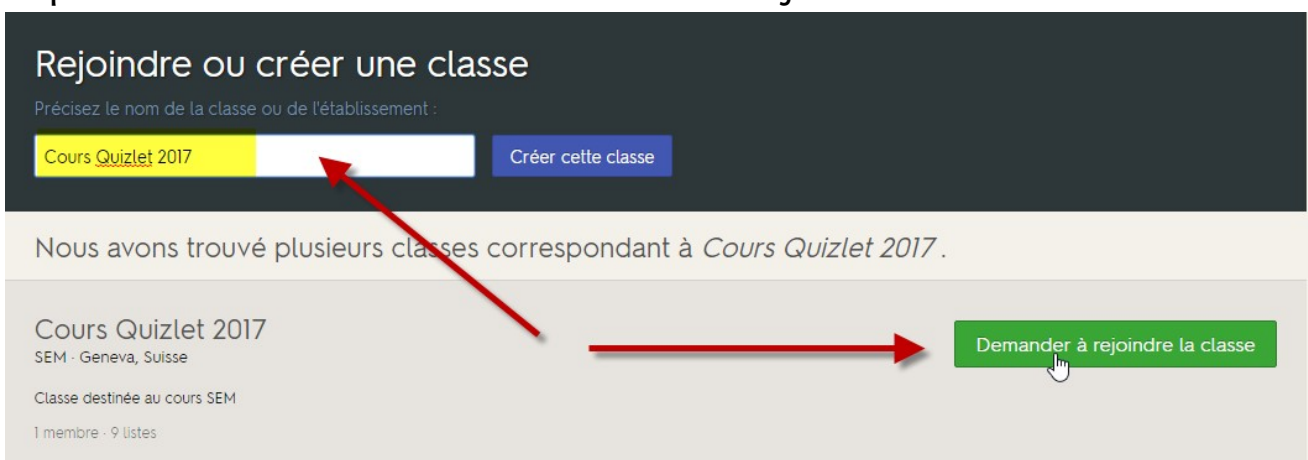 Rejoindre ou créer une classe
Précisez le nom de la classe ou de l'établissement :
Cours Quizlet 2017
Créer cette classe
Nous avons trouvé plusieurs classes correspondant à Cours Quizlet 2017 .
Cours Quizlet 2017
SEM · Geneva, Suisse
Demander à rejoindre la classe
Classe destinée au cours SEM
1 membre · 9 listes